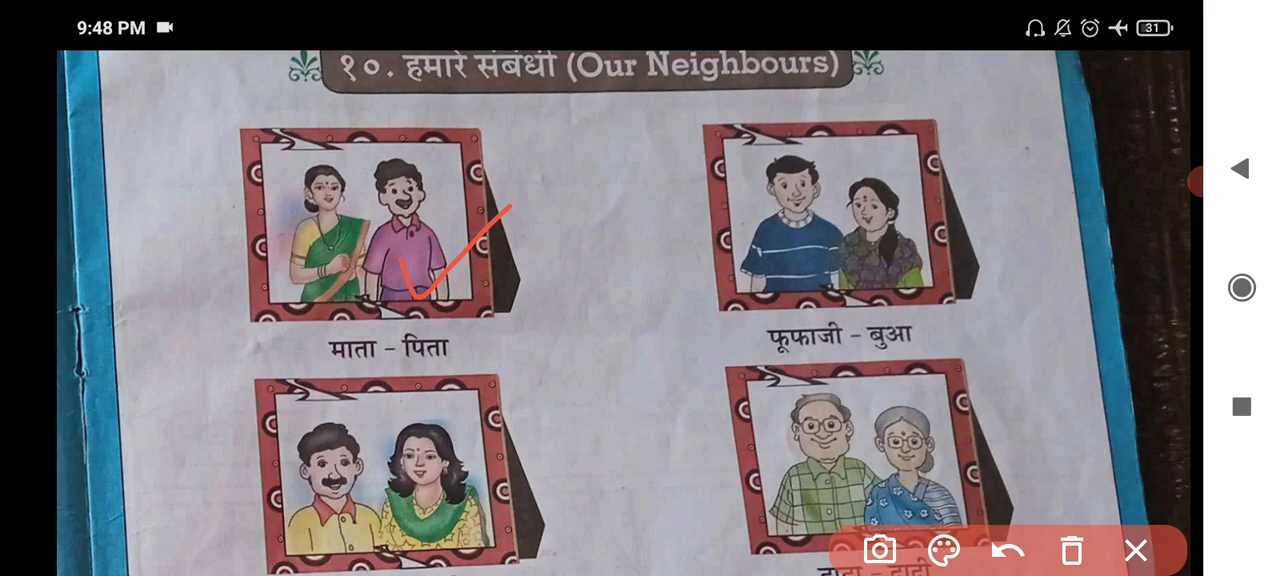 9:48 PM
31
१०. हमारे संबंधी (Our Neighbours)
माता - पिता
फूफाजी - बुआ
दादा - दादी